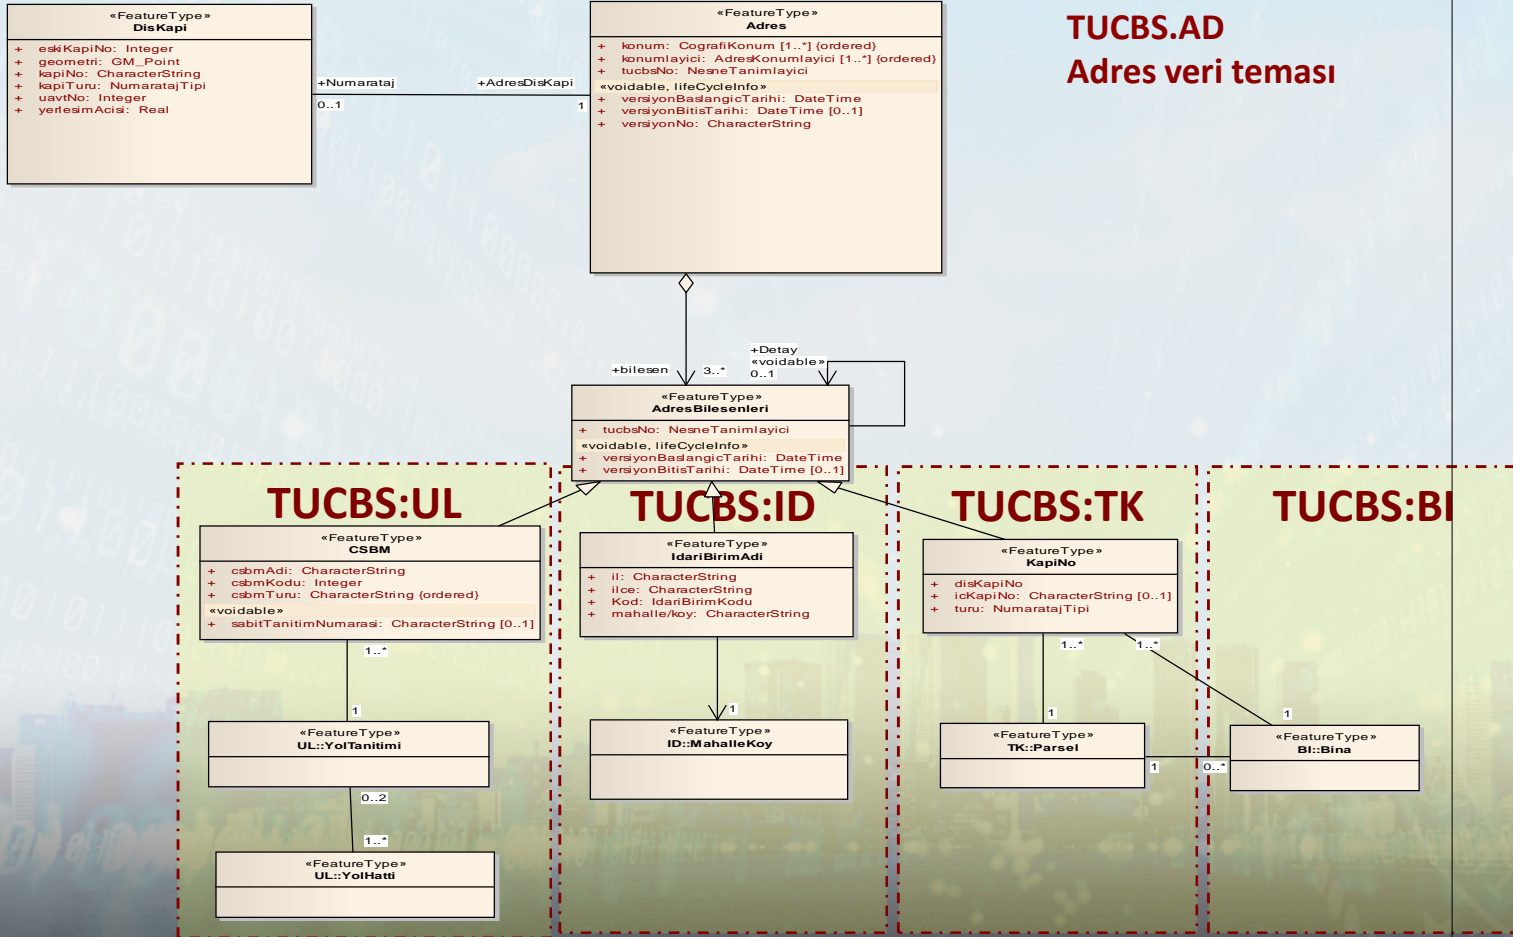 «FeatureType»
DisKapi
+ eskiKapiNo: Integer
+ geometri: GM_Point
+ kapiNo: CharacterString
+ kapiTuru: NumaratajTipi
+ uavtNo: Integer
+ yerlesimAcisi: Real
+Numarataj
0..1
+AdresDisKapi
1
«FeatureType»
Adres
+ konum: CografiKonum [1..*] {ordered}
+ konumlayici: AdresKonumlayici [1..*] {ordered}
+ tucbsNo: NesneTanimlayici
«voidable, lifeCycleInfo»
+ versiyonBaslangicTarihi: DateTime
+ versiyonBitisTarihi: DateTime [0..1]
+ versiyonNo: CharacterString
TUCBS.AD
Adres veri teması
+bilesen
3..*
+Detay
«voidable»
0..1
«FeatureType»
AdresBilesenleri
+ tucbsNo: NesneTanimlayici
«voidable, lifeCycleInfo»
+ versiyonBaslangicTarihi: DateTime
+ versiyonBitisTarihi: DateTime [0..1]
TUCBS:UL
«FeatureType»
CSBM
+ csbmAdi: CharacterString
+ csbmKodu: Integer
+ csbmTuru: CharacterString {ordered}
«voidable»
+ sabitTanitimNumarasi: CharacterString [0..1]
1..*
1
«FeatureType»
UL::YolTanitimi
0..2
1..*
«FeatureType»
UL::YolHatti
TUCBS:ID
«FeatureType»
IdariBirimAdi
+ il: CharacterString
+ ilce: CharacterString
+ Kod: IdariBirimKodu
+ mahalle/koy: CharacterString
1
«FeatureType»
ID::MahalleKoy
TUCBS:TK
«FeatureType»
KapiNo
+ disKapiNo
+ icKapiNo: CharacterString [0..1]
+ turu: NumaratajTipi
1..*
1..*
1
«FeatureType»
TK::Parsel
1
0..*
TUCBS:BI
1
«FeatureType»
BI::Bina